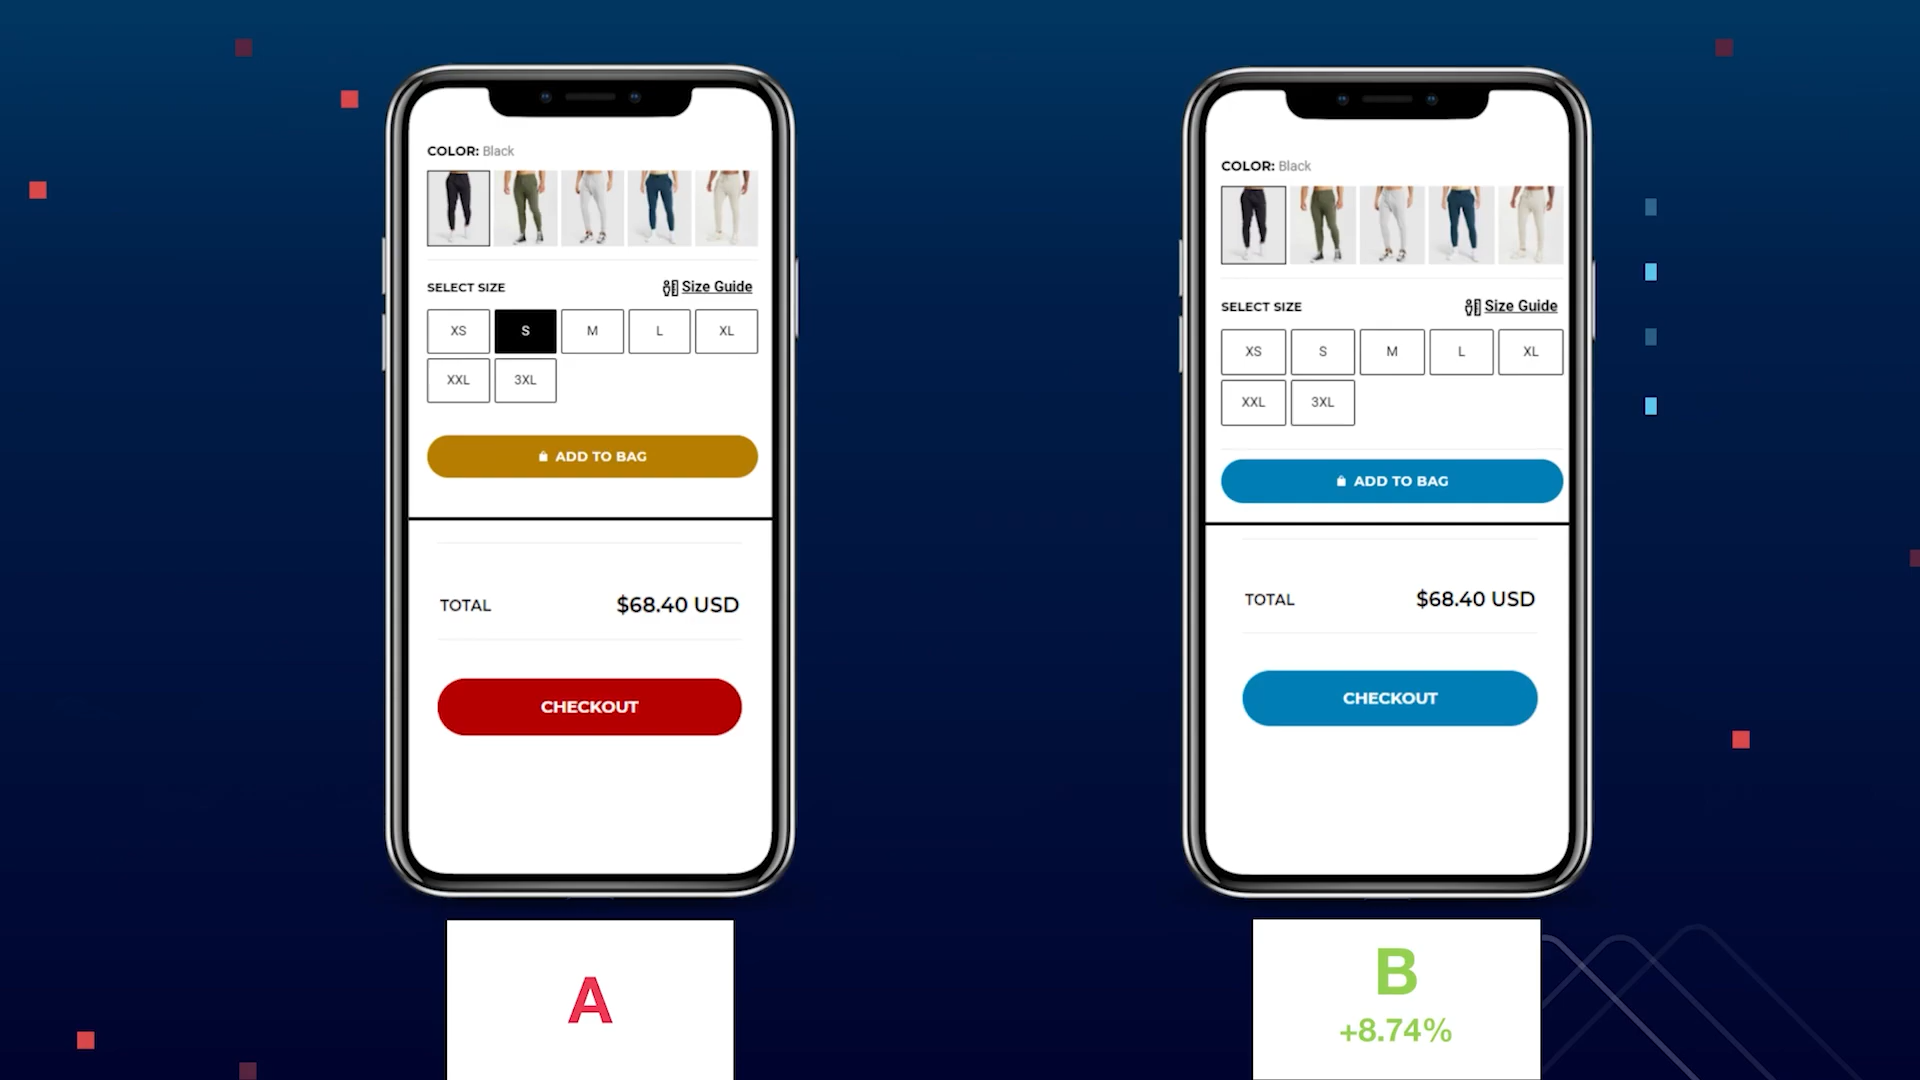 COLOR: Black
SELECT SIZE Size Guide
XS S M L XL
XXL 3XL
ADD TO BAG
TOTAL $68.40 USD
CHECKOUT
A
COLOR: Black
SELECT SIZE Size Guide
XS S M L XL
XXL 3XL
ADD TO BAG
TOTAL $68.40 USD
CHECKOUT
B
+8.74%